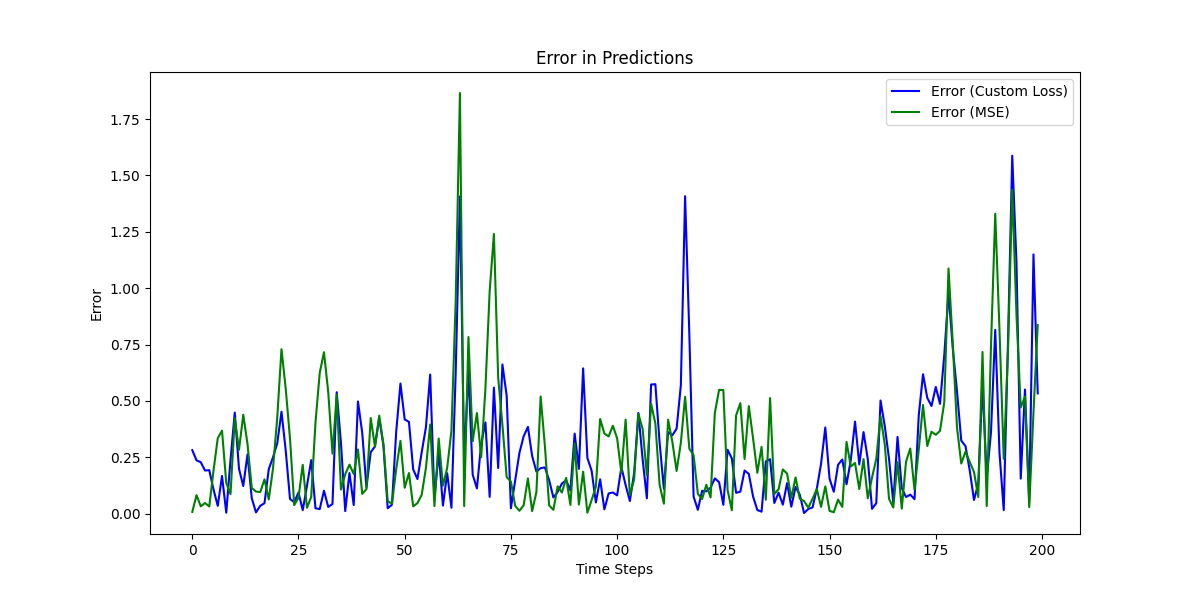 Error in Predictions
Error (Custom Loss)
Error (MSE)
Error
1.75
1.50
1.25
1.00
0.75
0.50
0.25
0.00
0 25 50 75 100 125 150 175 200
Time Steps